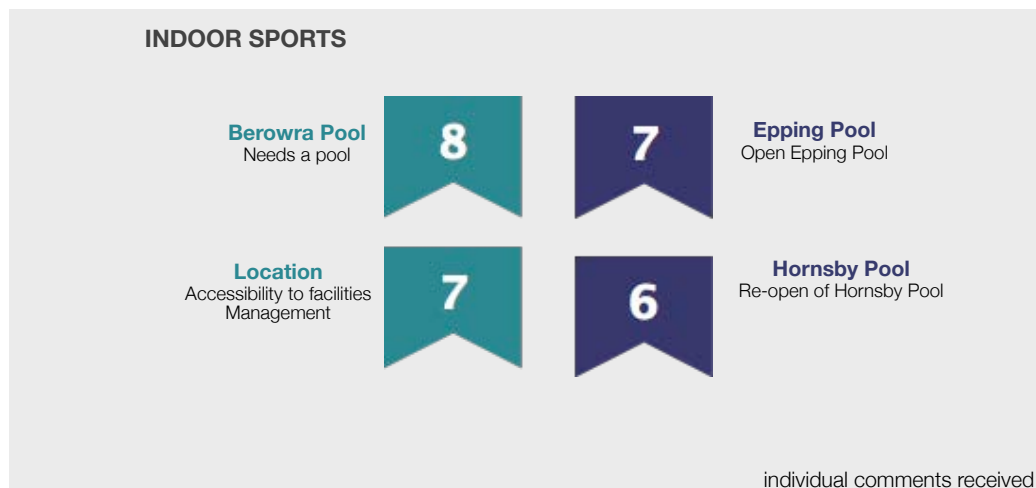 INDOOR SPORTS
Berowra Pool
Needs a pool
8
7
Epping Pool
Open Epping Pool
Location
Accessibility to facilities
Management
7
6
Hornsby Pool
Re-open of Hornsby Pool
individual comments received